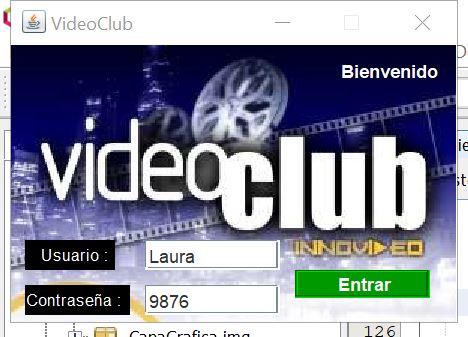 VideoClub
Bienvenido
videoclub
INNOVIDEO
Usuario :
Laura
Contraseña :
9876
Entrar
CapaGrafica.img
126